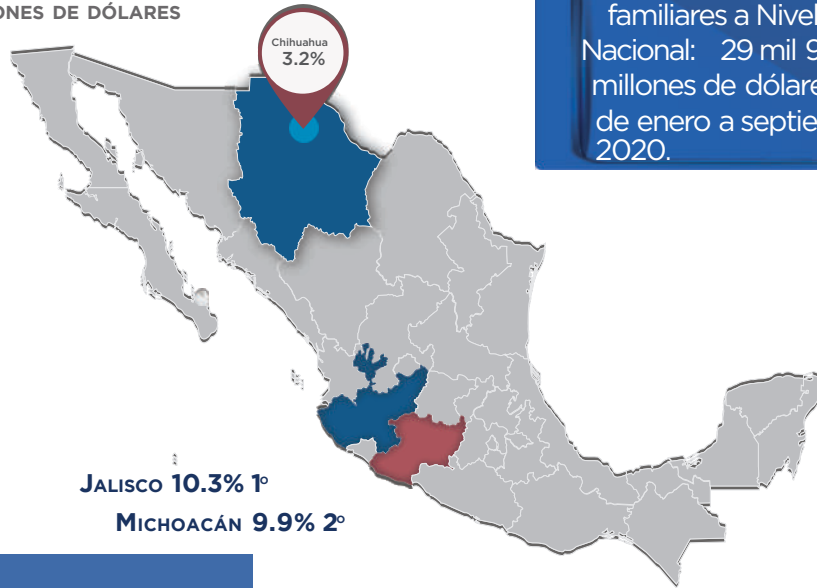 ONES DE DÓLARES
Chihuahua
3.2%
familiares a Nivel
Nacional: 29 mil 9
millones de dólare
de enero a septie
2020.
JALISCO 10.3% 1º
MICHOACÁN 9.9% 2º